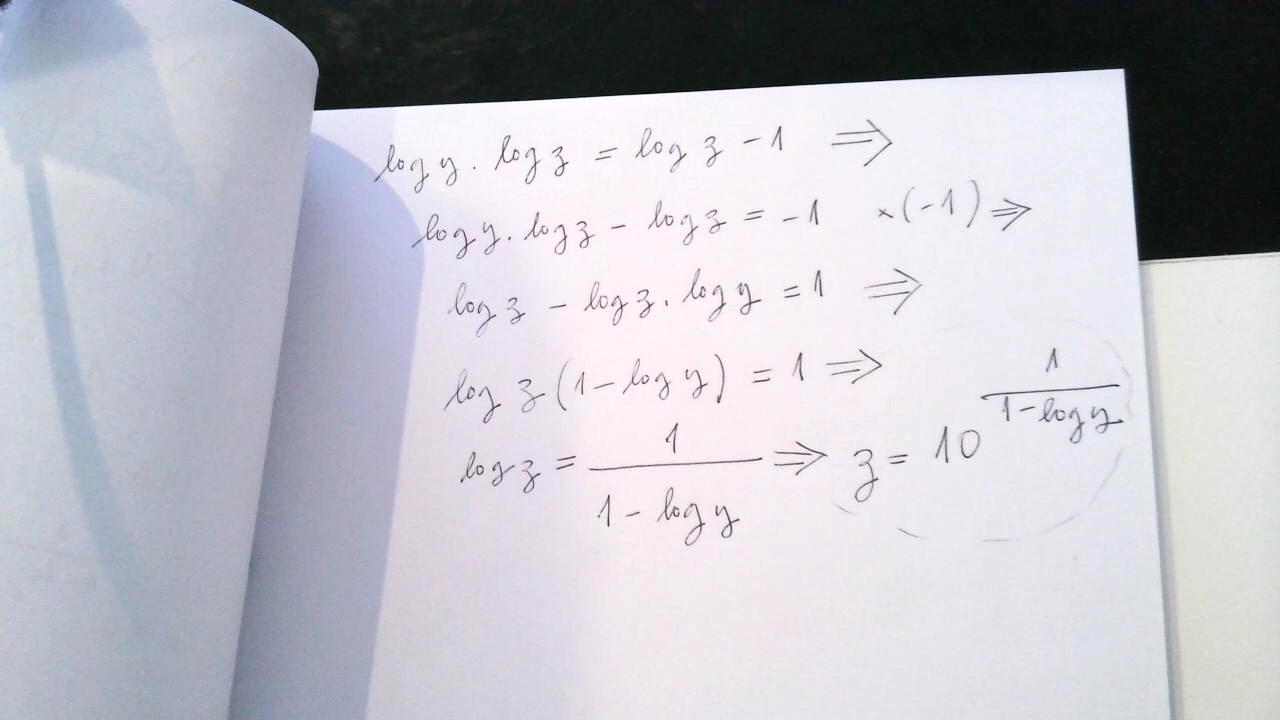 log y . log z = log z - 1 ⇒
log y . log z - log z = -1 ×(-1) ⇒
log z - log z . log y = 1 ⇒
log z (1 - log y) = 1 ⇒
log z = 1/(1 - log y) ⇒ z = 10^(1/(1 - log y))